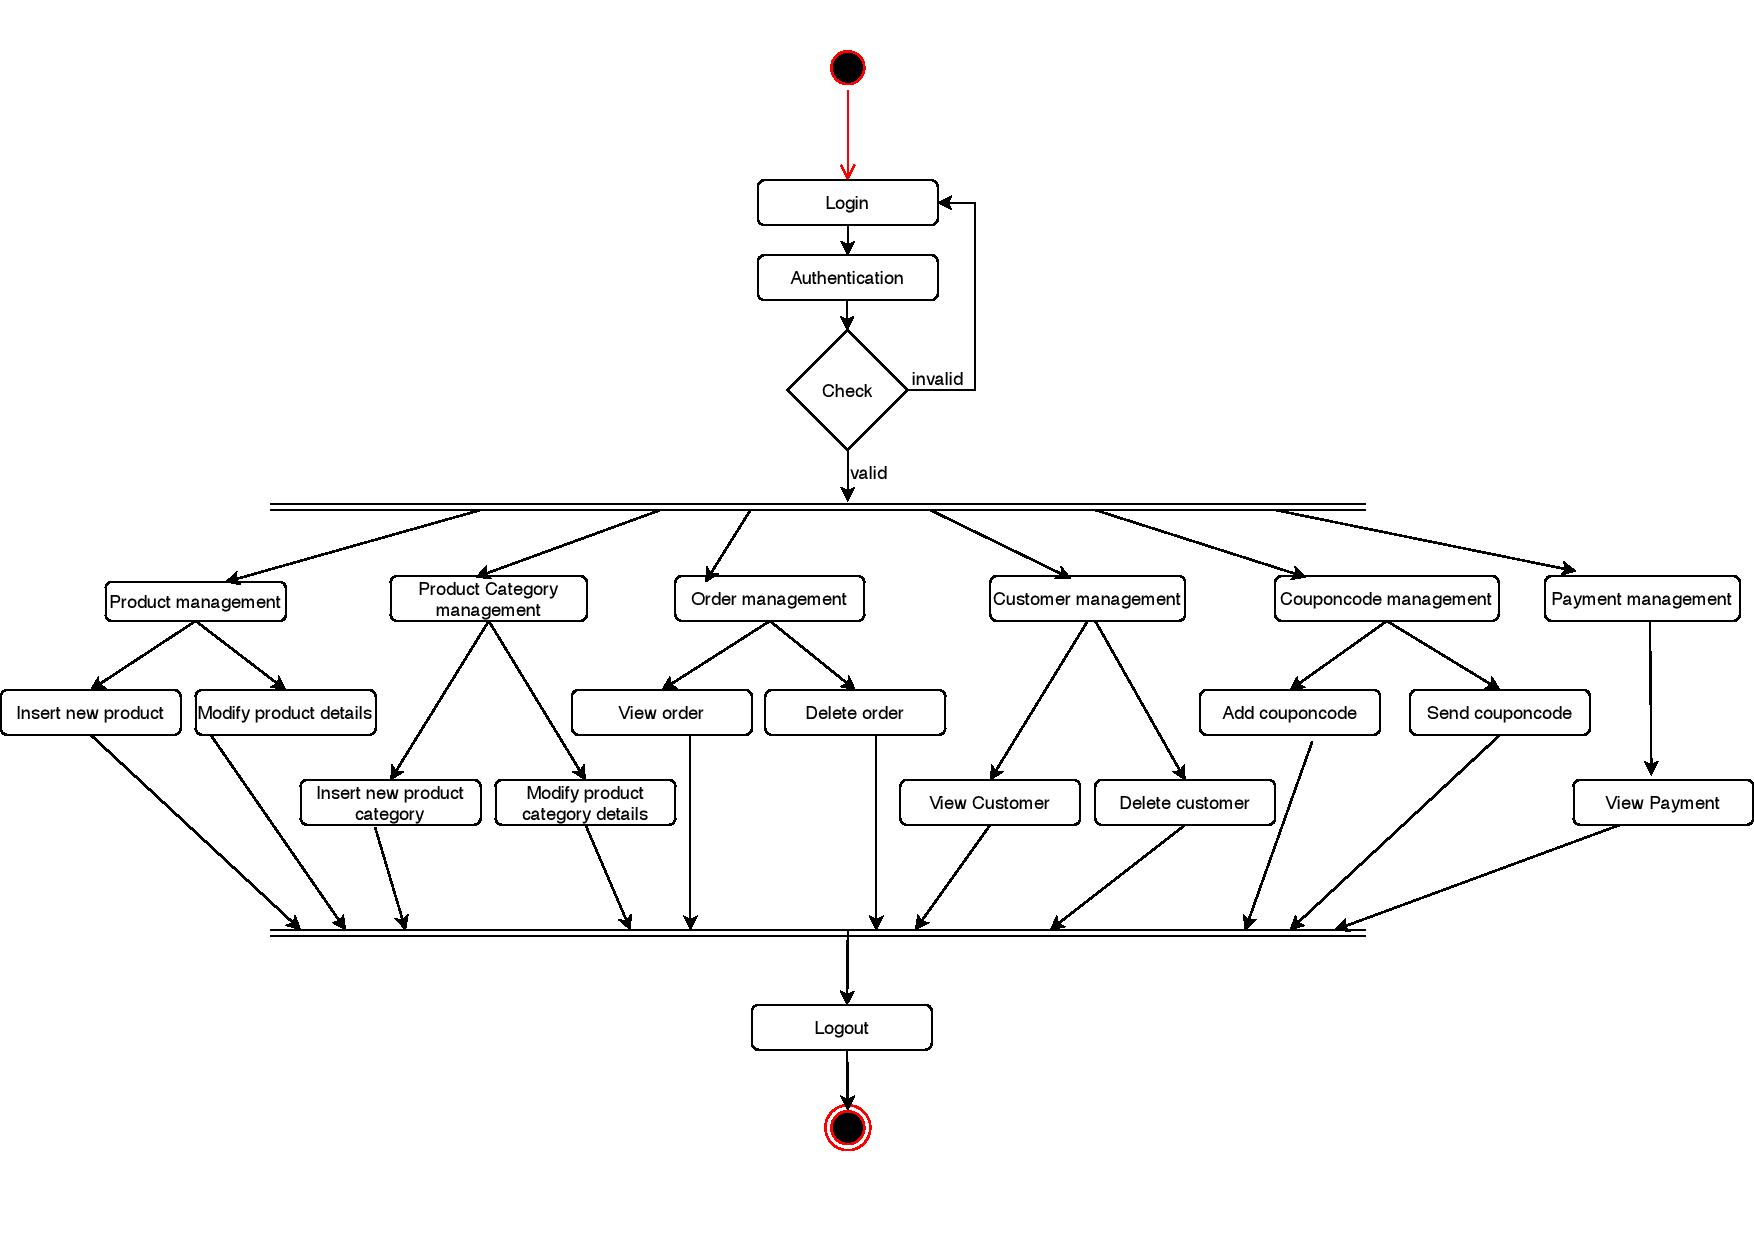 Login
Authentication
Check
invalid
valid
Product management
Product Category
management
Order management
Customer management
Couponcode management
Payment management
Insert new product
Modify product details
View order
Delete order
Add couponcode
Send couponcode
Insert new product
category
Modify product
category details
View Customer
Delete customer
View Payment
Logout